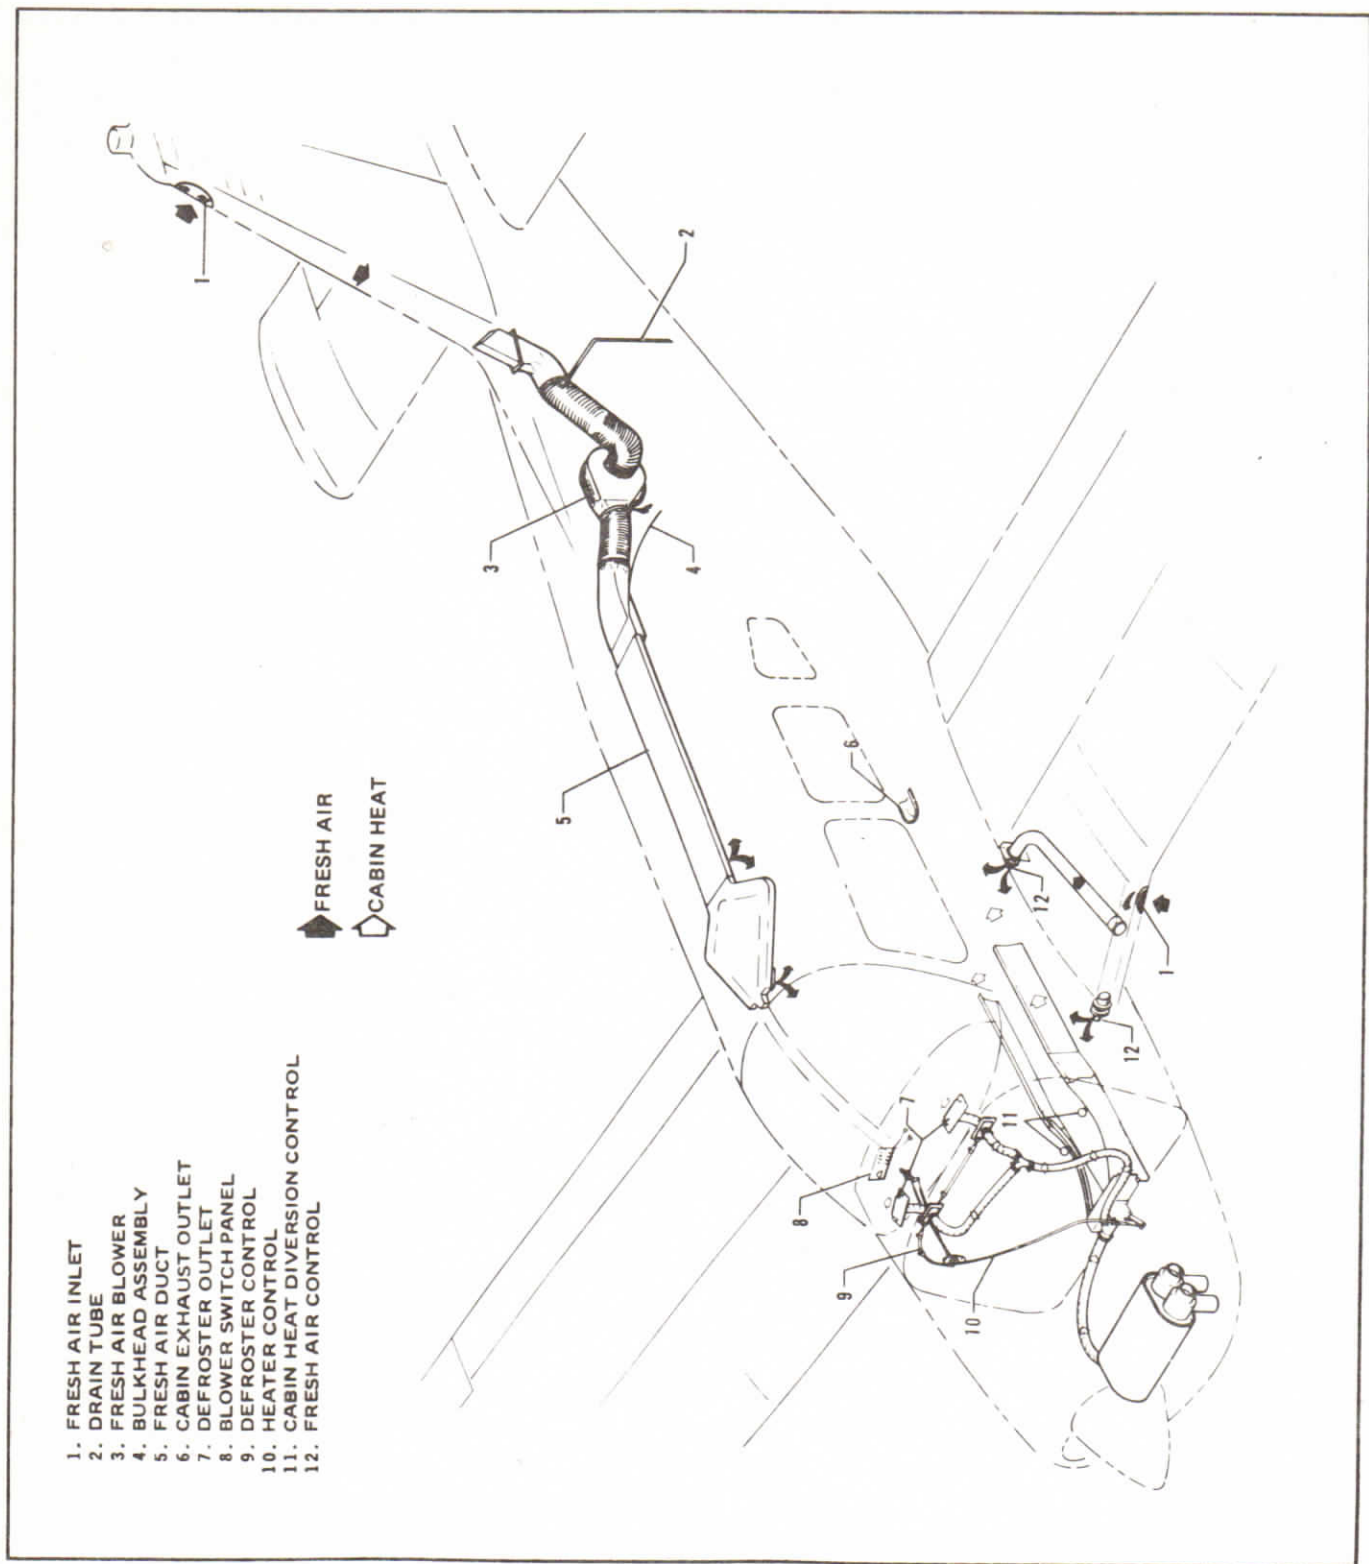 1. FRESH AIR INLET
2. DRAIN TUBE
3. FRESH AIR BLOWER
4. BULKHEAD ASSEMBLY
5. FRESH AIR DUCT
6. CABIN EXHAUST OUTLET
7. DEFROSTER OUTLET
8. BLOWER SWITCH PANEL
9. DEFROSTER CONTROL
10. HEATER CONTROL
11. CABIN HEAT DIVERSION CONTROL
12. FRESH AIR CONTROL
FRESH AIR
CABIN HEAT
1
2
3
4
5
6
7
8
9
10
11
12
12
1